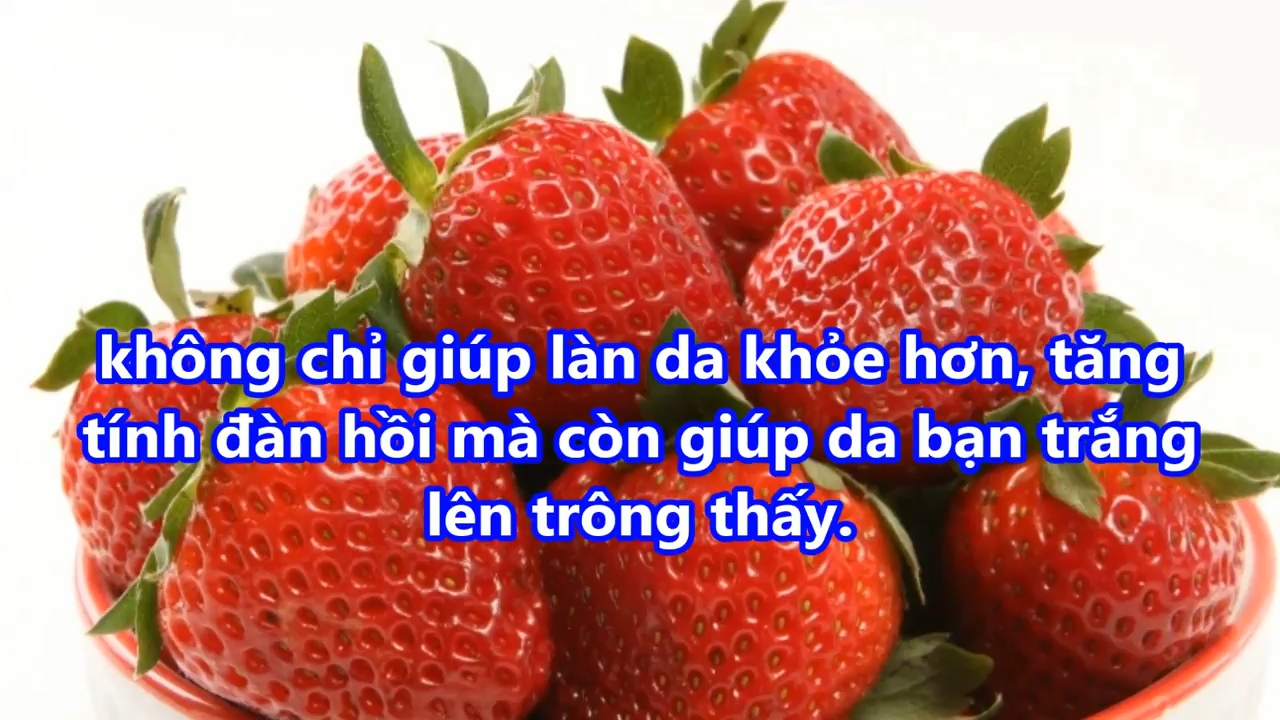 không chỉ giúp làn da khỏe hơn, tăng
tính đàn hồi mà còn giúp da bạn trắng
lên trông thấy.